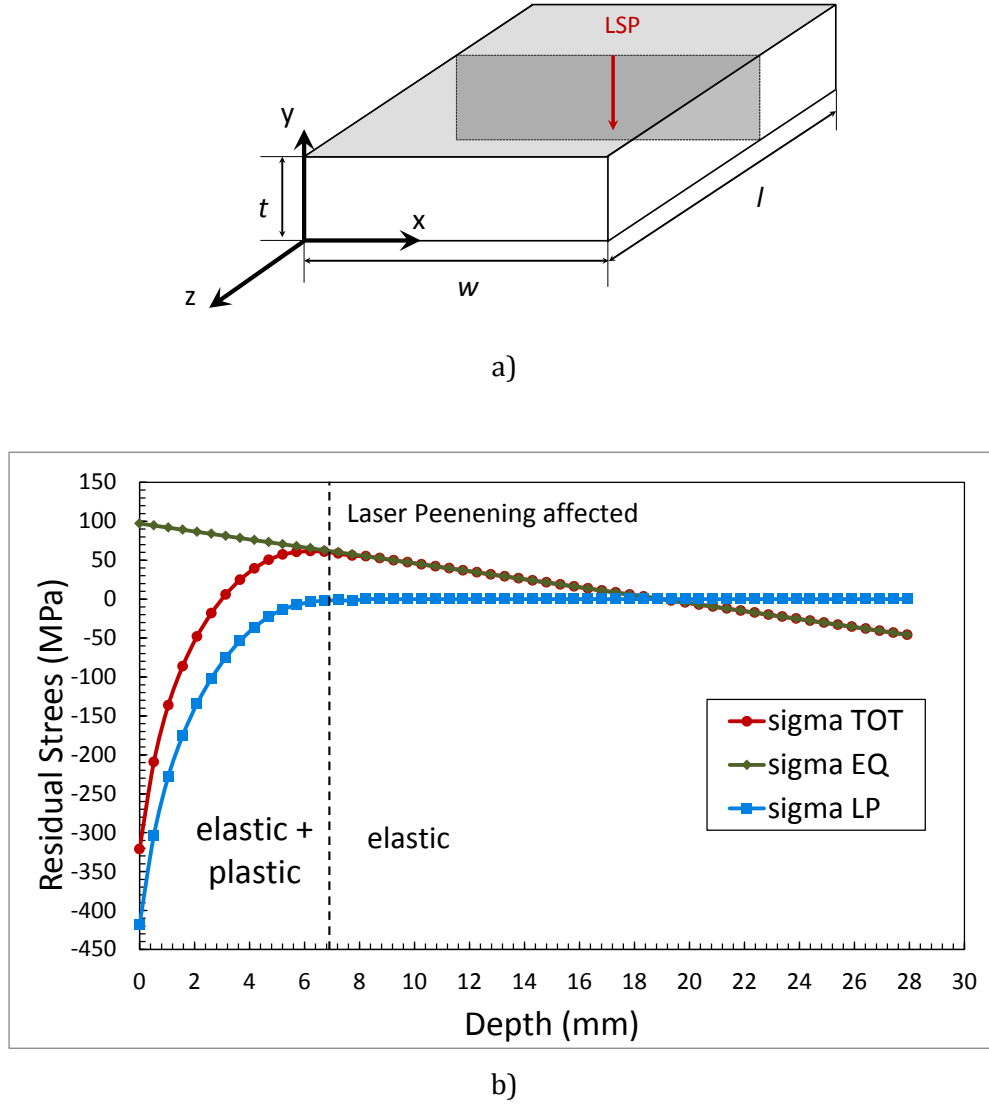 LSP
y
t
x
l
z
w
a)
150
100
50
0
-50
-100
-150
-200
-250
-300
-350
-400
-450
Residual Strees (MPa)
Laser Peenening affected
sigma TOT
sigma EQ
sigma LP
elastic +
plastic
elastic
0 2 4 6 8 10 12 14 16 18 20 22 24 26 28 30
Depth (mm)
b)